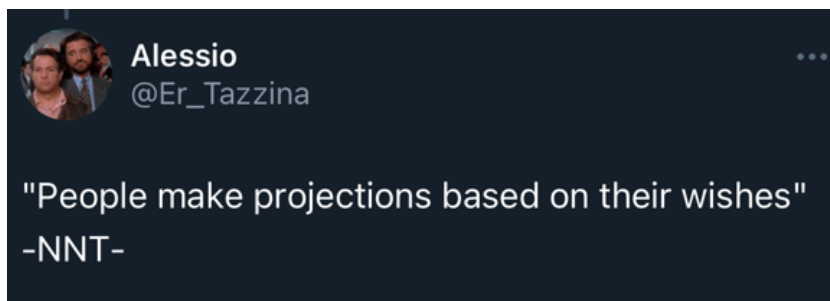 Alessio
@Er_Tazzina
"People make projections based on their wishes"
-NNT-